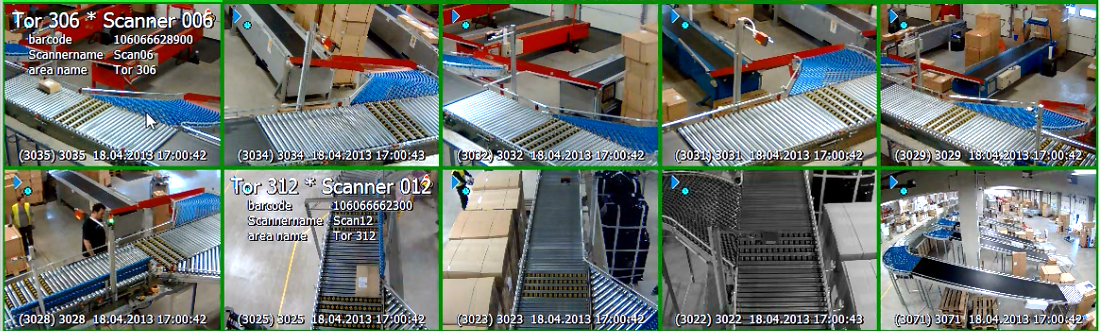 Tor 306 * Scanner 006
barcode 106066628900
Scannername Scan06
area name Tor 306
(3035) 3035 18.04.2013 17:00:42
(3034) 3034 18.04.2013 17:00:43
(3032) 3032 18.04.2013 17:00:42
(3031) 3031 18.04.2013 17:00:42
(3029) 3029 18.04.2013 17:00:42
Tor 312 * Scanner 012
barcode 106066662300
Scannername Scan12
area name Tor 312
(3028) 3028 18.04.2013 17:00:42
(3025) 3025 18.04.2013 17:00:42
(3023) 3023 18.04.2013 17:00:42
(3022) 3022 18.04.2013 17:00:43
(3071) 3071 18.04.2013 17:00:42